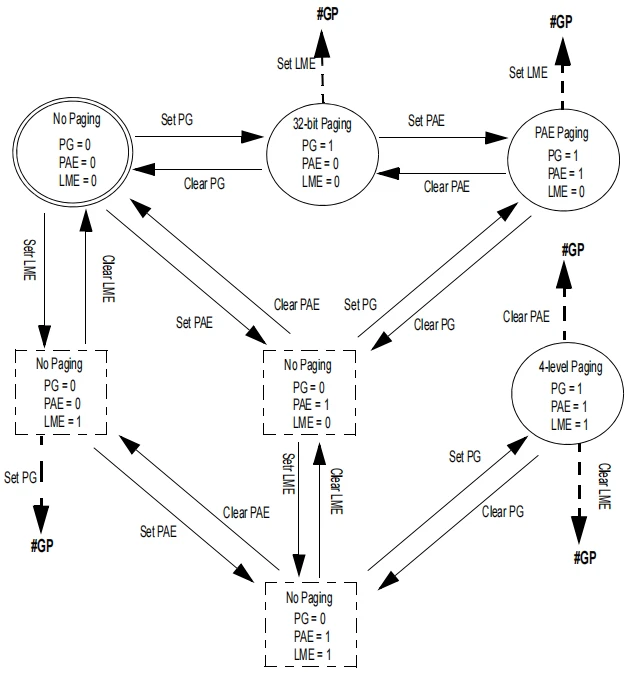 #GP
#GP
Set LME
Set LME
No Paging
PG = 0
PAE = 0
LME = 0
Set PG
Clear PG
32-bit Paging
PG = 1
PAE = 0
LME = 0
Set PAE
Clear PAE
PAE Paging
PG = 1
PAE = 1
LME = 0
Setr LME
Clear LME
Set PAE
Clear PAE
Set PG
Clear PG
#GP
Clear PAE
No Paging
PG = 0
PAE = 0
LME = 1
No Paging
PG = 0
PAE = 1
LME = 0
4-level Paging
PG = 1
PAE = 1
LME = 1
Set PG
#GP
Set PAE
Clear PAE
Setr LME
Clear LME
Set PG
Clear PG
Clear LME
#GP
No Paging
PG = 0
PAE = 1
LME = 1